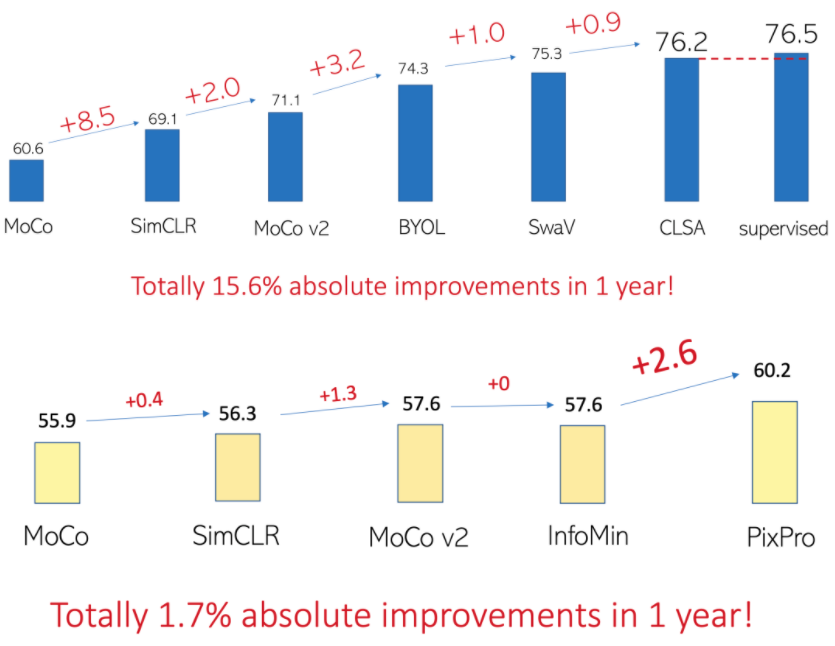 +8.5 +2.0 +3.2 +1.0 +0.9
60.6 69.1 71.1 74.3 75.3 76.2 76.5
MoCo SimCLR MoCo v2 BYOL SwaV CLSA supervised
Totally 15.6% absolute improvements in 1 year!
+0.4 +1.3 +0 +2.6
55.9 56.3 57.6 57.6 60.2
MoCo SimCLR MoCo v2 InfoMin PixPro
Totally 1.7% absolute improvements in 1 year!